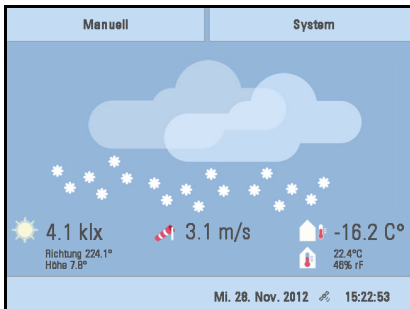 Manuell
System
4.1 klx
3.1 m/s
-16.2 C°
Richtung 224.1°
Höhe 7.8°
22.4°C
46% rF
Mi. 28. Nov. 2012
15:22:53